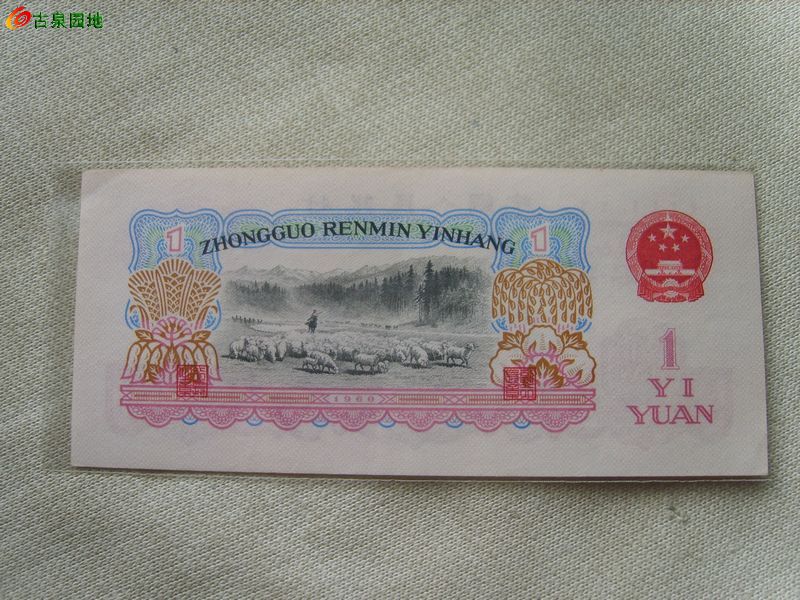 古泉园地
1
ZHONGGUO RENMIN YINHANG
1
1960
1
YI
YUAN